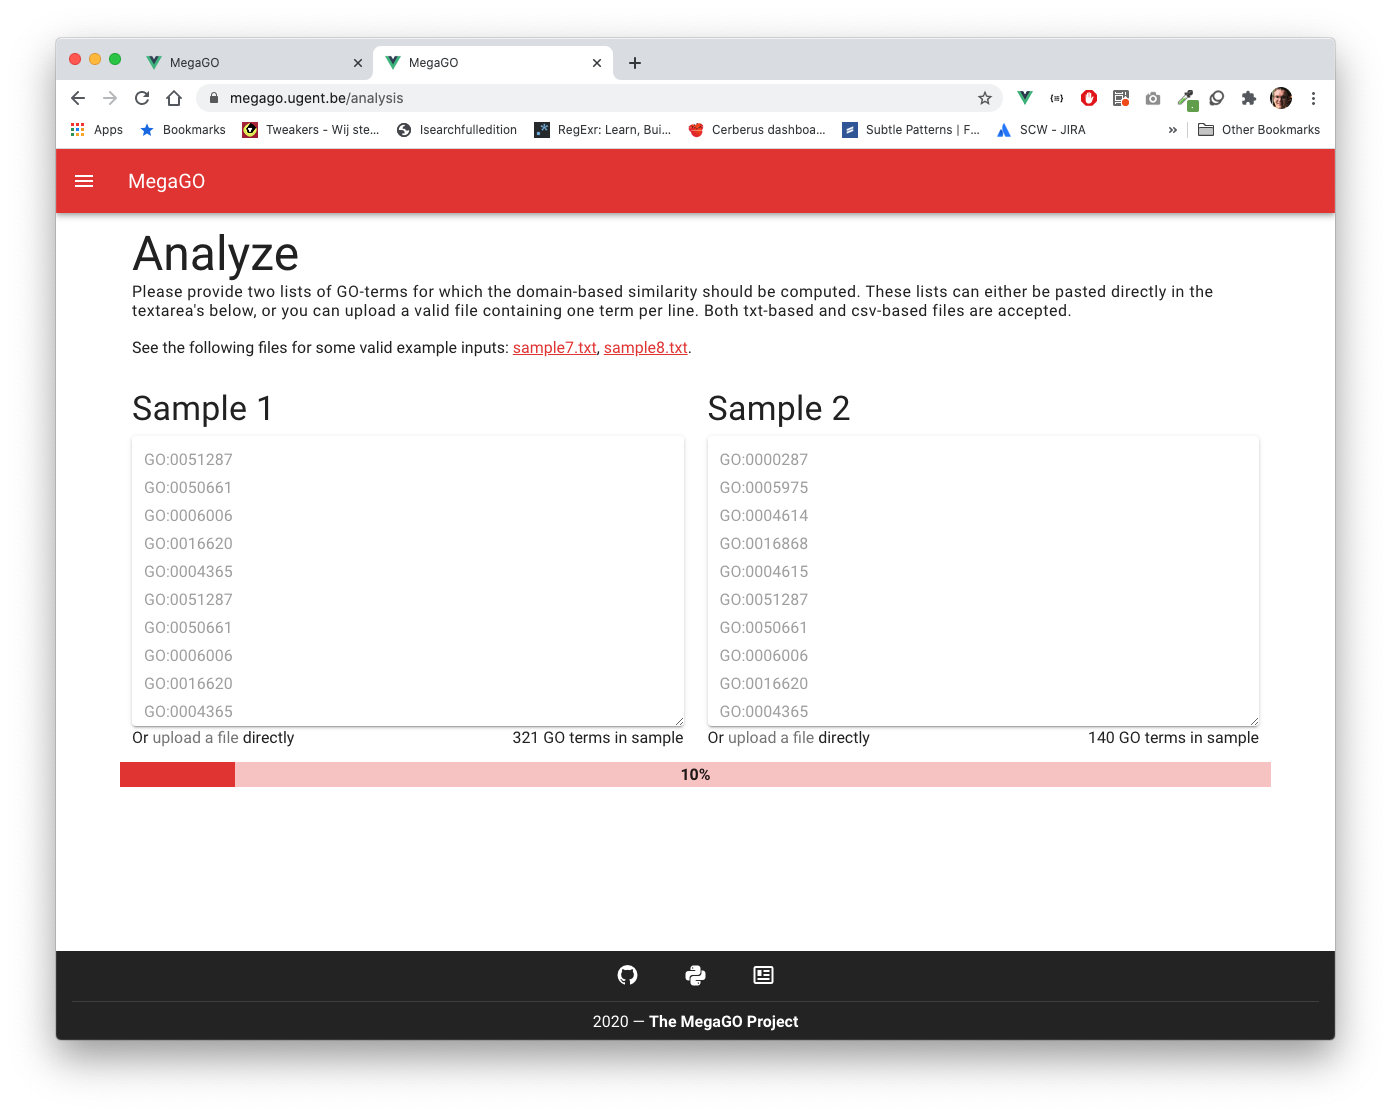 MegaGO
MegaGO
megago.ugent.be/analysis
Apps
Bookmarks
Tweakers - Wij ste...
Isearchfulledition
RegExr: Learn, Bui...
Cerberus dashboa...
Subtle Patterns | F...
SCW - JIRA
»
Other Bookmarks
MegaGO
Analyze
Please provide two lists of GO-terms for which the domain-based similarity should be computed. These lists can either be pasted directly in the
textarea's below, or you can upload a valid file containing one term per line. Both txt-based and csv-based files are accepted.
See the following files for some valid example inputs: sample7.txt, sample8.txt.
Sample 1
GO:0051287
GO:0050661
GO:0006006
GO:0016620
GO:0004365
GO:0051287
GO:0050661
GO:0006006
GO:0016620
GO:0004365
Or upload a file directly
321 GO terms in sample
Sample 2
GO:0000287
GO:0005975
GO:0004614
GO:0016868
GO:0004615
GO:0051287
GO:0050661
GO:0006006
GO:0016620
GO:0004365
Or upload a file directly
140 GO terms in sample
10%
2020 — The MegaGO Project